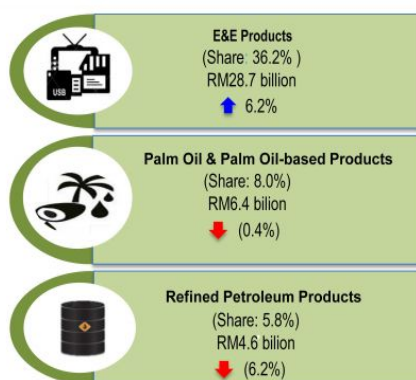 USB
E&E Products
(Share: 36.2% )
RM28.7 billion
6.2%
Palm Oil & Palm Oil-based Products
(Share: 8.0%)
RM6.4 bilion
(0.4%)
Refined Petroleum Products
(Share: 5.8%)
RM4.6 bilion
(6.2%)